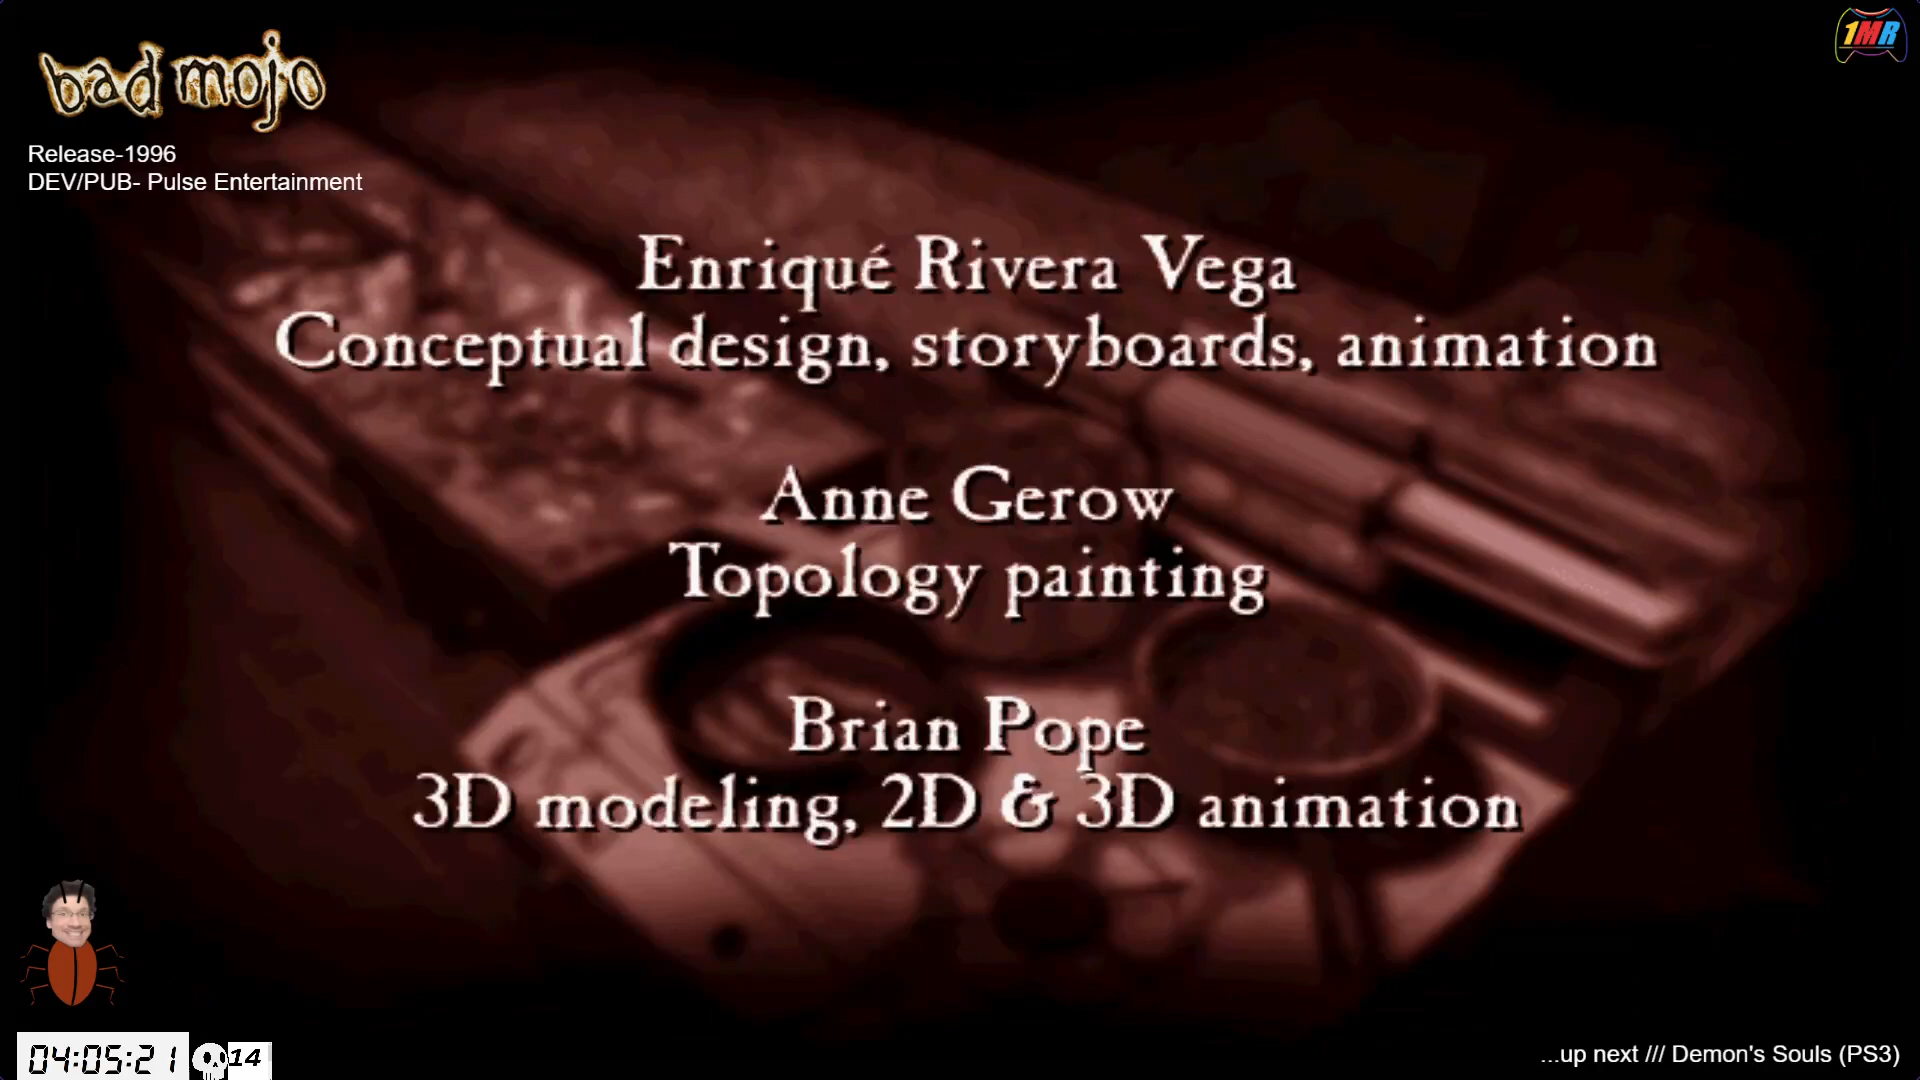 bad mojo
1MR
Release-1996
DEV/PUB- Pulse Entertainment
Enriqué Rivera Vega
Conceptual design, storyboards, animation
Anne Gerow
Topology painting
Brian Pope
3D modeling, 2D & 3D animation
04:05:21
14
...up next /// Demon's Souls (PS3)